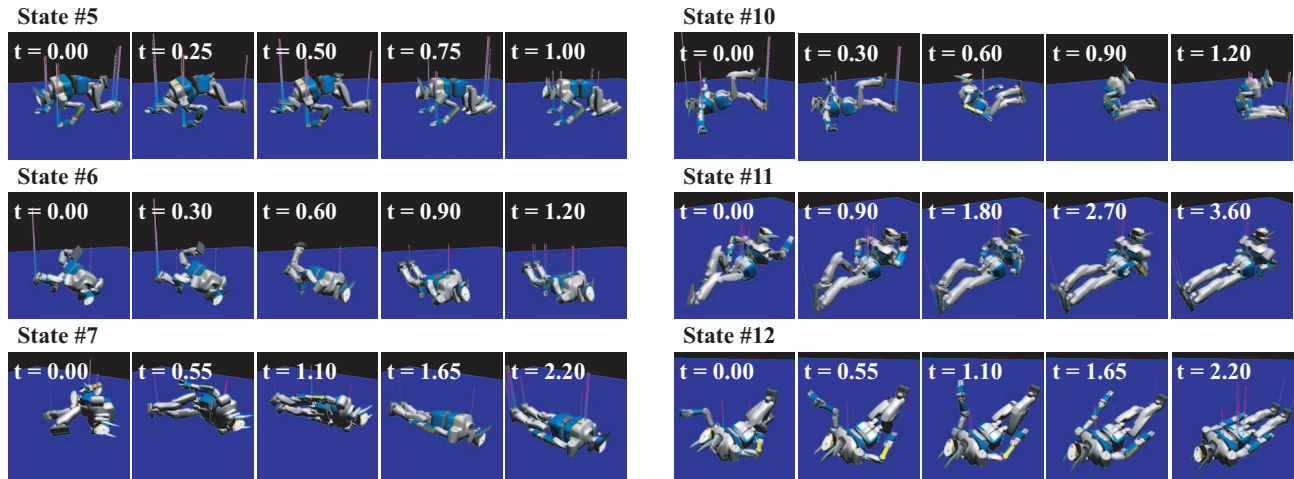 State #5
t = 0.00 t = 0.25 t = 0.50 t = 0.75 t = 1.00
State #6
t = 0.00 t = 0.30 t = 0.60 t = 0.90 t = 1.20
State #7
t = 0.00 t = 0.55 t = 1.10 t = 1.65 t = 2.20
State #10
t = 0.00 t = 0.30 t = 0.60 t = 0.90 t = 1.20
State #11
t = 0.00 t = 0.90 t = 1.80 t = 2.70 t = 3.60
State #12
t = 0.00 t = 0.55 t = 1.10 t = 1.65 t = 2.20